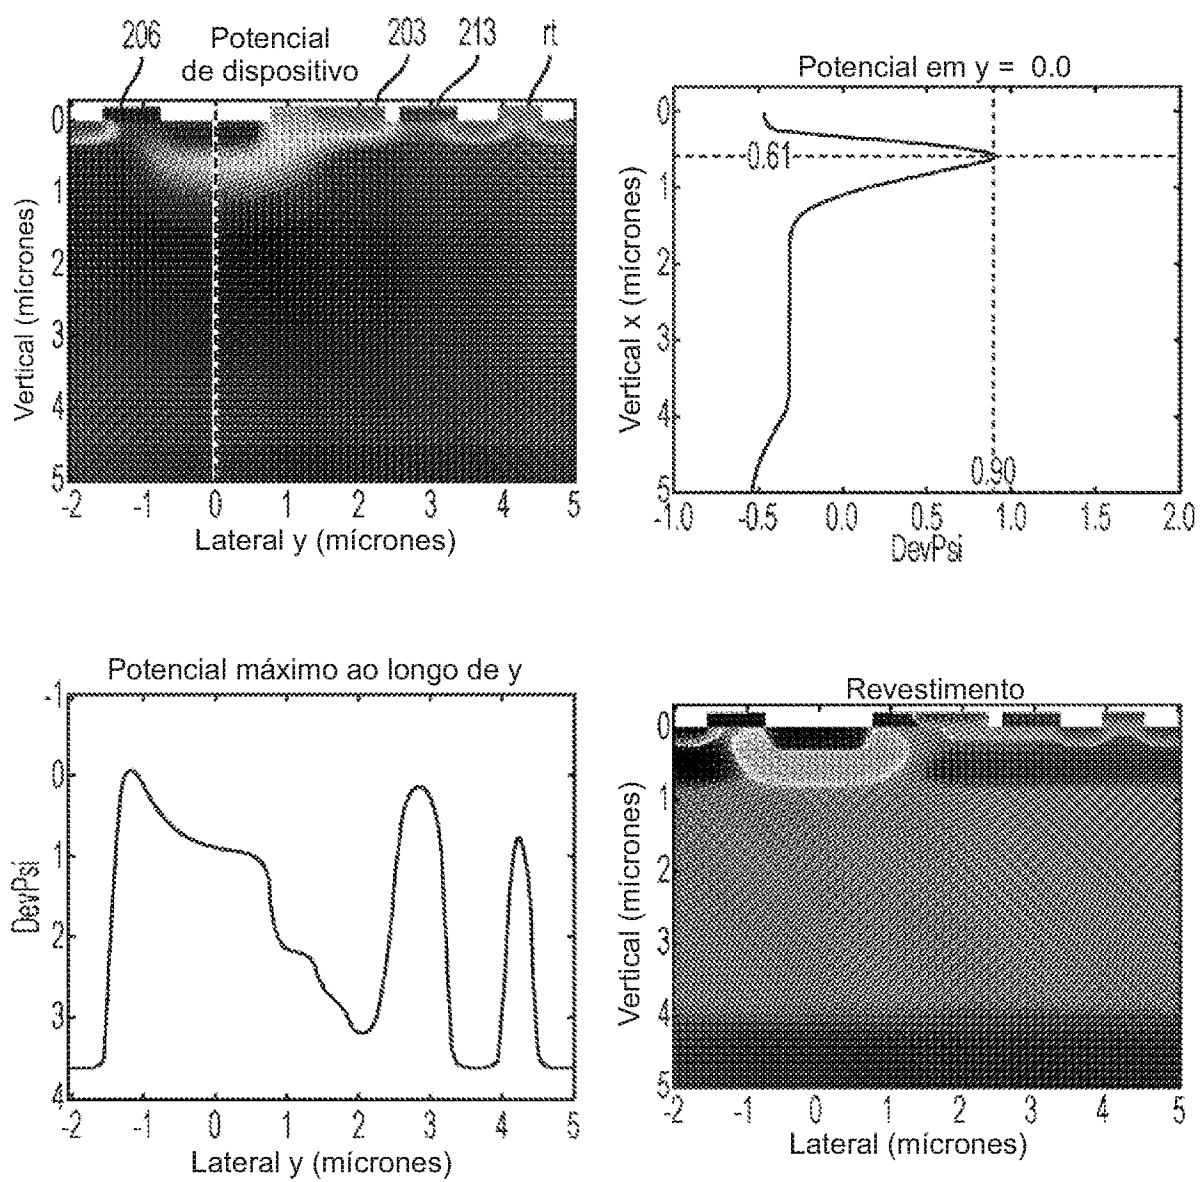 206 Potencial de dispositivo 203 213 rt
0
1
2
3
4
5
Vertical (mícrones)
-2 -1 0 1 2 3 4 5
Lateral y (mícrones)
Potencial em y = 0.0
0
1
2
3
4
5
Vertical x (mícrones)
0.61
0.90
-1.0 -0.5 0.0 0.5 1.0 1.5 2.0
DevPsi
Potencial máximo ao longo de y
-1
0
1
2
3
4
DevPsi
-2 -1 0 1 2 3 4 5
Lateral y (mícrones)
Revestimento
0
1
2
3
4
5
Vertical (mícrones)
-2 -1 0 1 2 3 4 5
Lateral (mícrones)